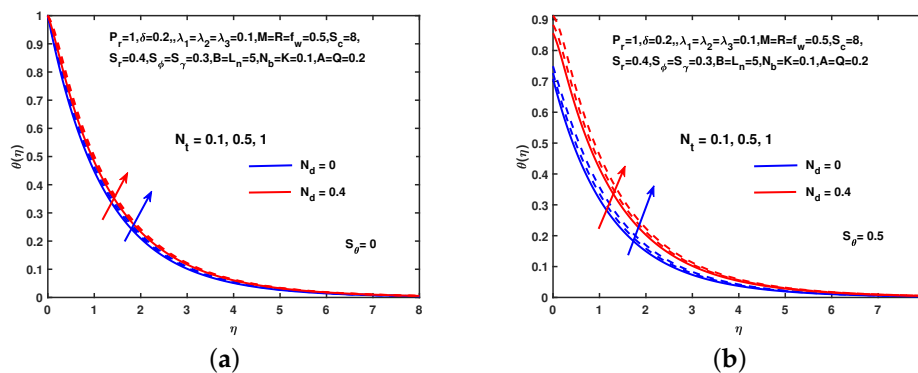 P_r=1,δ=0.2,,λ_1=λ_2=λ_3=0.1,M=R=f_w=0.5,S_c=8,
S_r=0.4,S_ϕ=S_γ=0.3,B=L_n=5,N_b=K=0.1,A=Q=0.2
N_t = 0.1, 0.5, 1
N_d = 0
N_d = 0.4
S_θ= 0
θ(η)
1
0.9
0.8
0.7
0.6
0.5
0.4
0.3
0.2
0.1
0
0 1 2 3 4 5 6 7 8
η
(a)
P_r=1,δ=0.2,,λ_1=λ_2=λ_3=0.1,M=R=f_w=0.5,S_c=8,
S_r=0.4,S_ϕ=S_γ=0.3,B=L_n=5,N_b=K=0.1,A=Q=0.2
N_t = 0.1, 0.5, 1
N_d = 0
N_d = 0.4
S_θ= 0.5
θ(η)
0.9
0.8
0.7
0.6
0.5
0.4
0.3
0.2
0.1
0
0 1 2 3 4 5 6 7
η
(b)